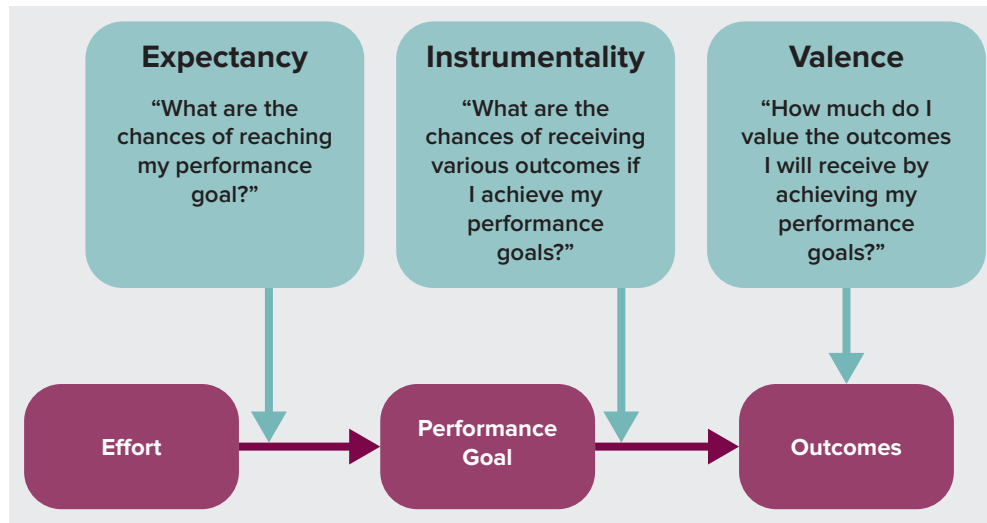 Expectancy
“What are the
chances of reaching
my performance
goal?”
Instrumentality
“What are the
chances of receiving
various outcomes if
I achieve my
performance
goals?”
Valence
“How much do I
value the outcomes
I will receive by
achieving my
performance
goals?”
Effort
Performance
Goal
Outcomes